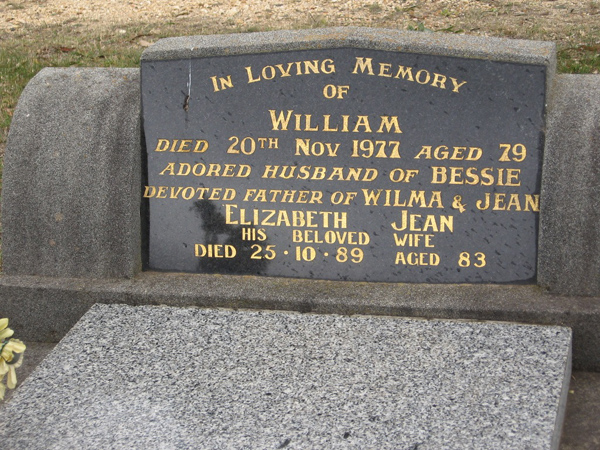 IN LOVING MEMORY
OF
WILLIAM
DIED 20TH NOV 1977 AGED 79
ADORED HUSBAND OF BESSIE
DEVOTED FATHER OF WILMA & JEAN
ELIZABETH JEAN
HIS BELOVED WIFE
DIED 25·10·89 AGED 83